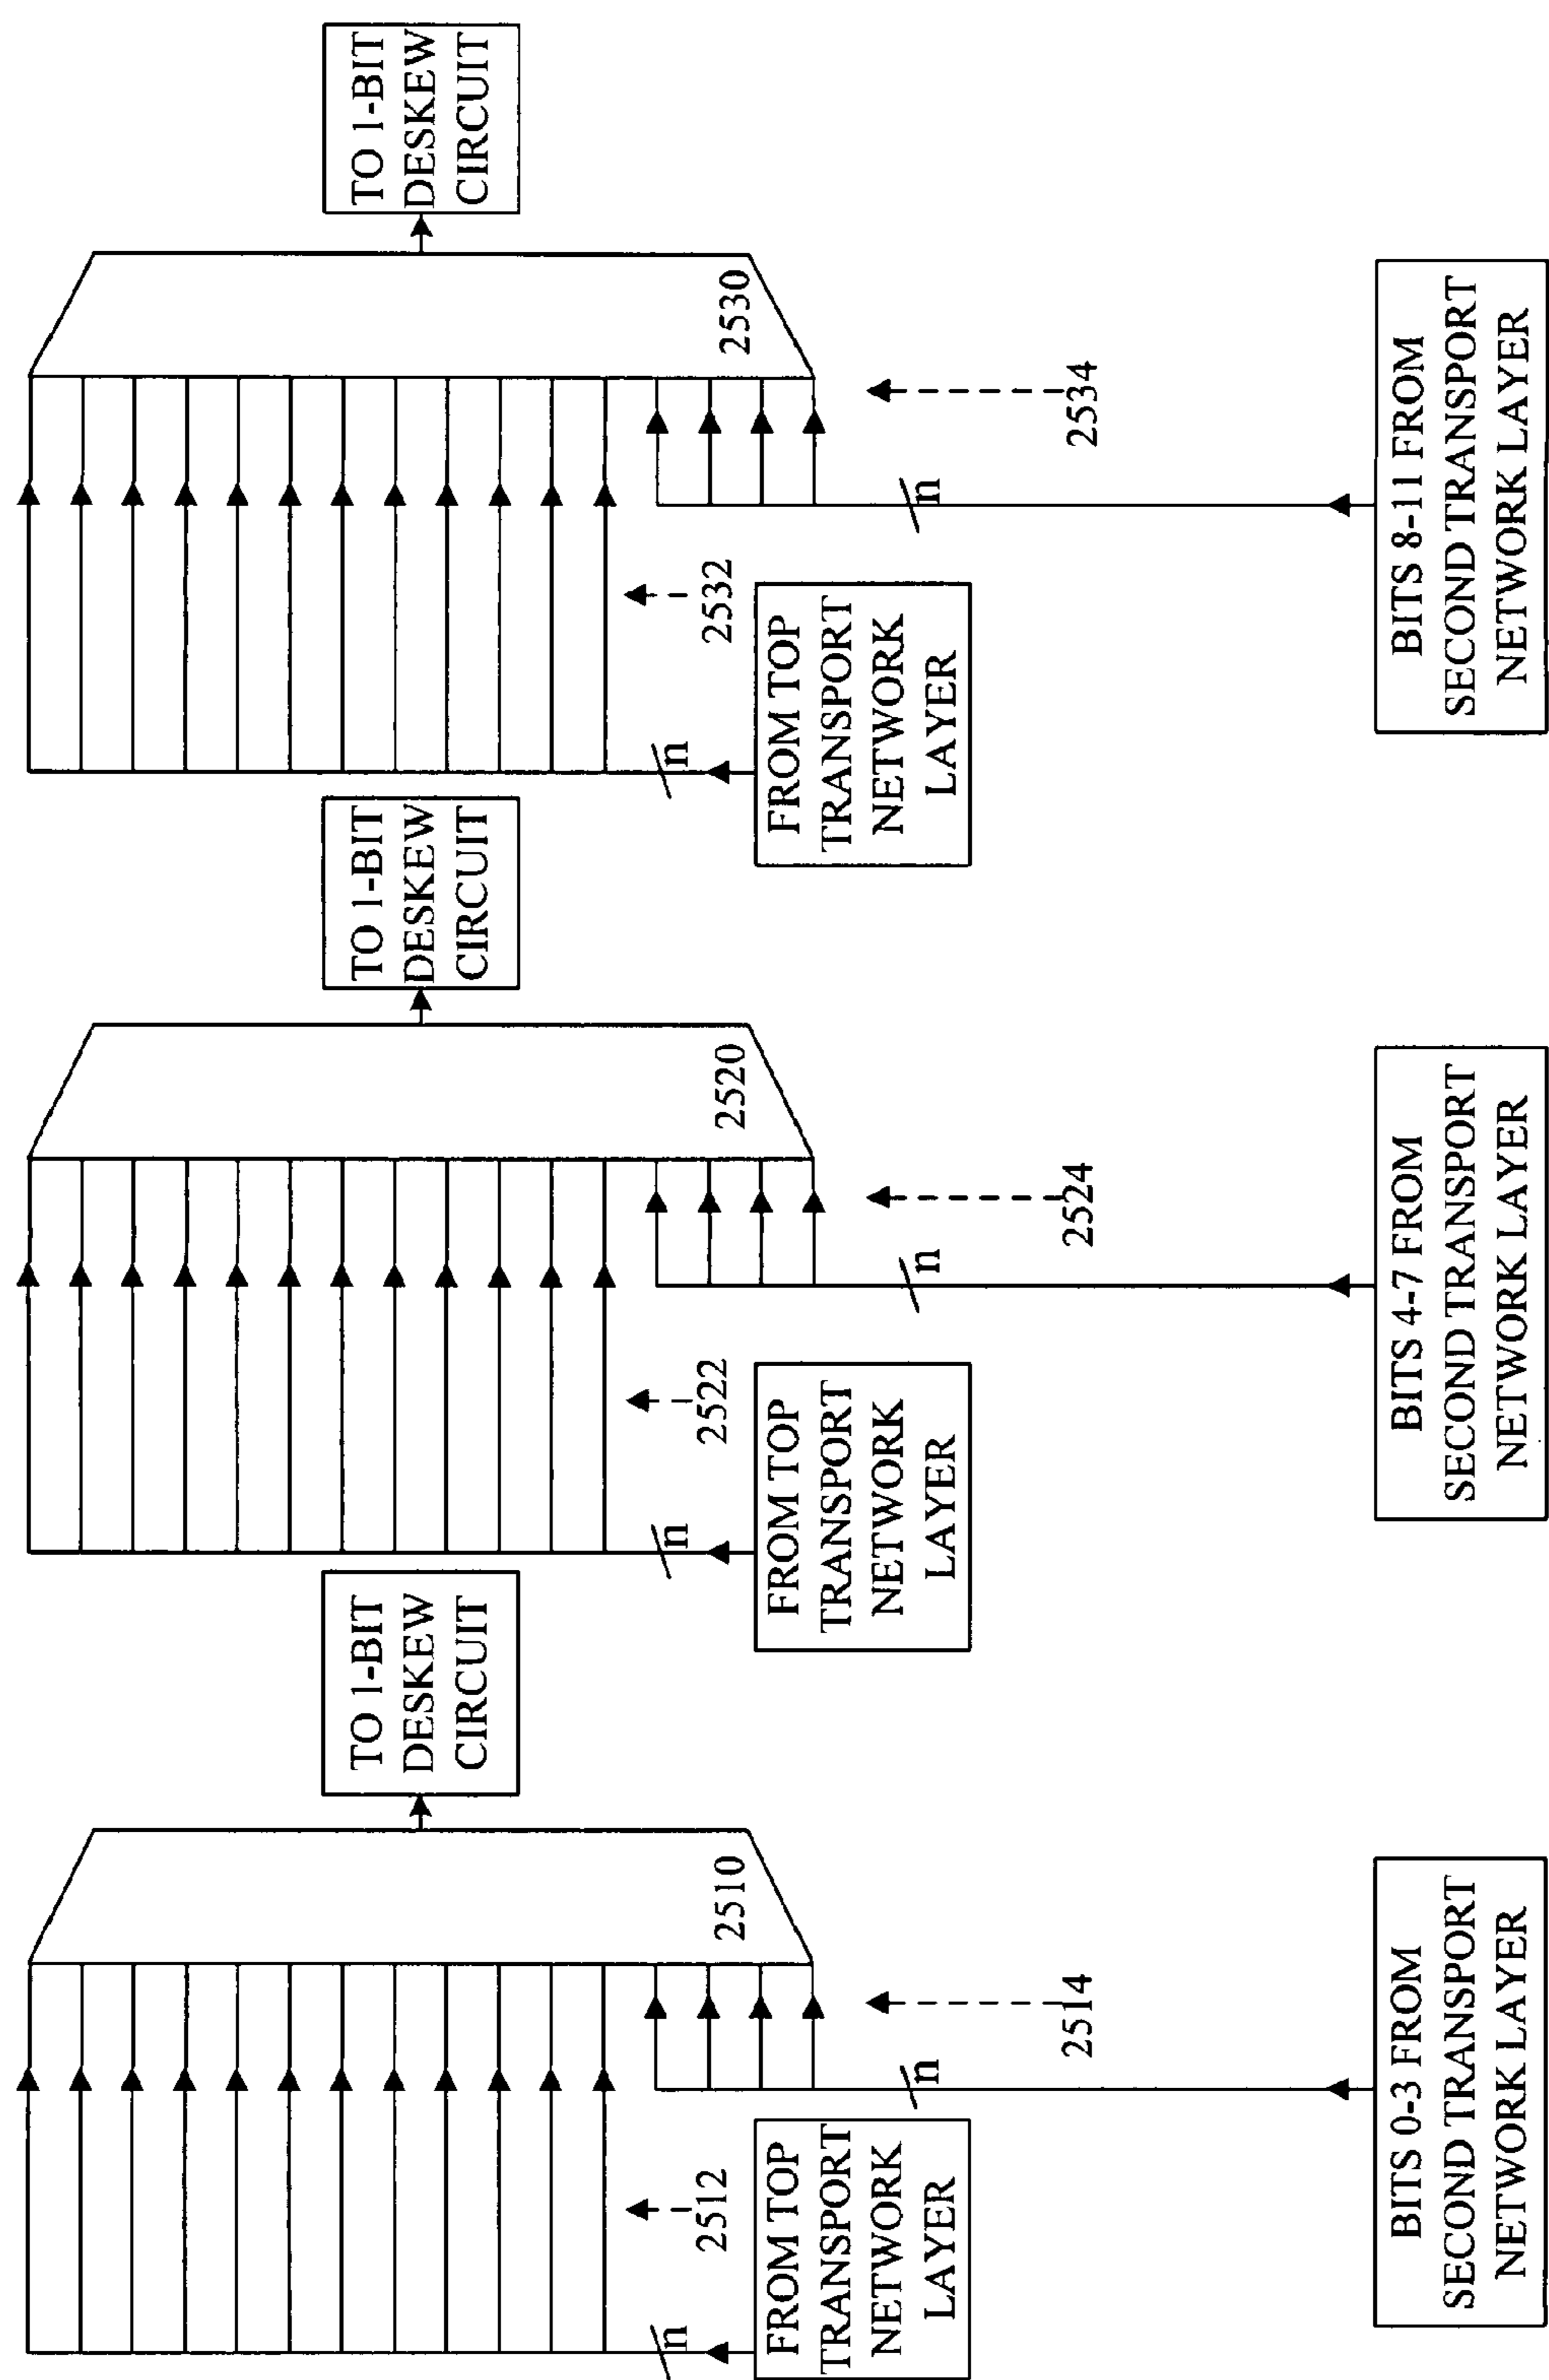 TO 1-BIT
DESKEW
CIRCUIT
2510
2512
n
FROM TOP
TRANSPORT
NETWORK
LAYER
2514
n
BITS 0-3 FROM
SECOND TRANSPORT
NETWORK LAYER
TO 1-BIT
DESKEW
CIRCUIT
2520
2522
n
FROM TOP
TRANSPORT
NETWORK
LAYER
2524
n
BITS 4-7 FROM
SECOND TRANSPORT
NETWORK LAYER
TO 1-BIT
DESKEW
CIRCUIT
2530
2532
n
FROM TOP
TRANSPORT
NETWORK
LAYER
2534
n
BITS 8-11 FROM
SECOND TRANSPORT
NETWORK LAYER